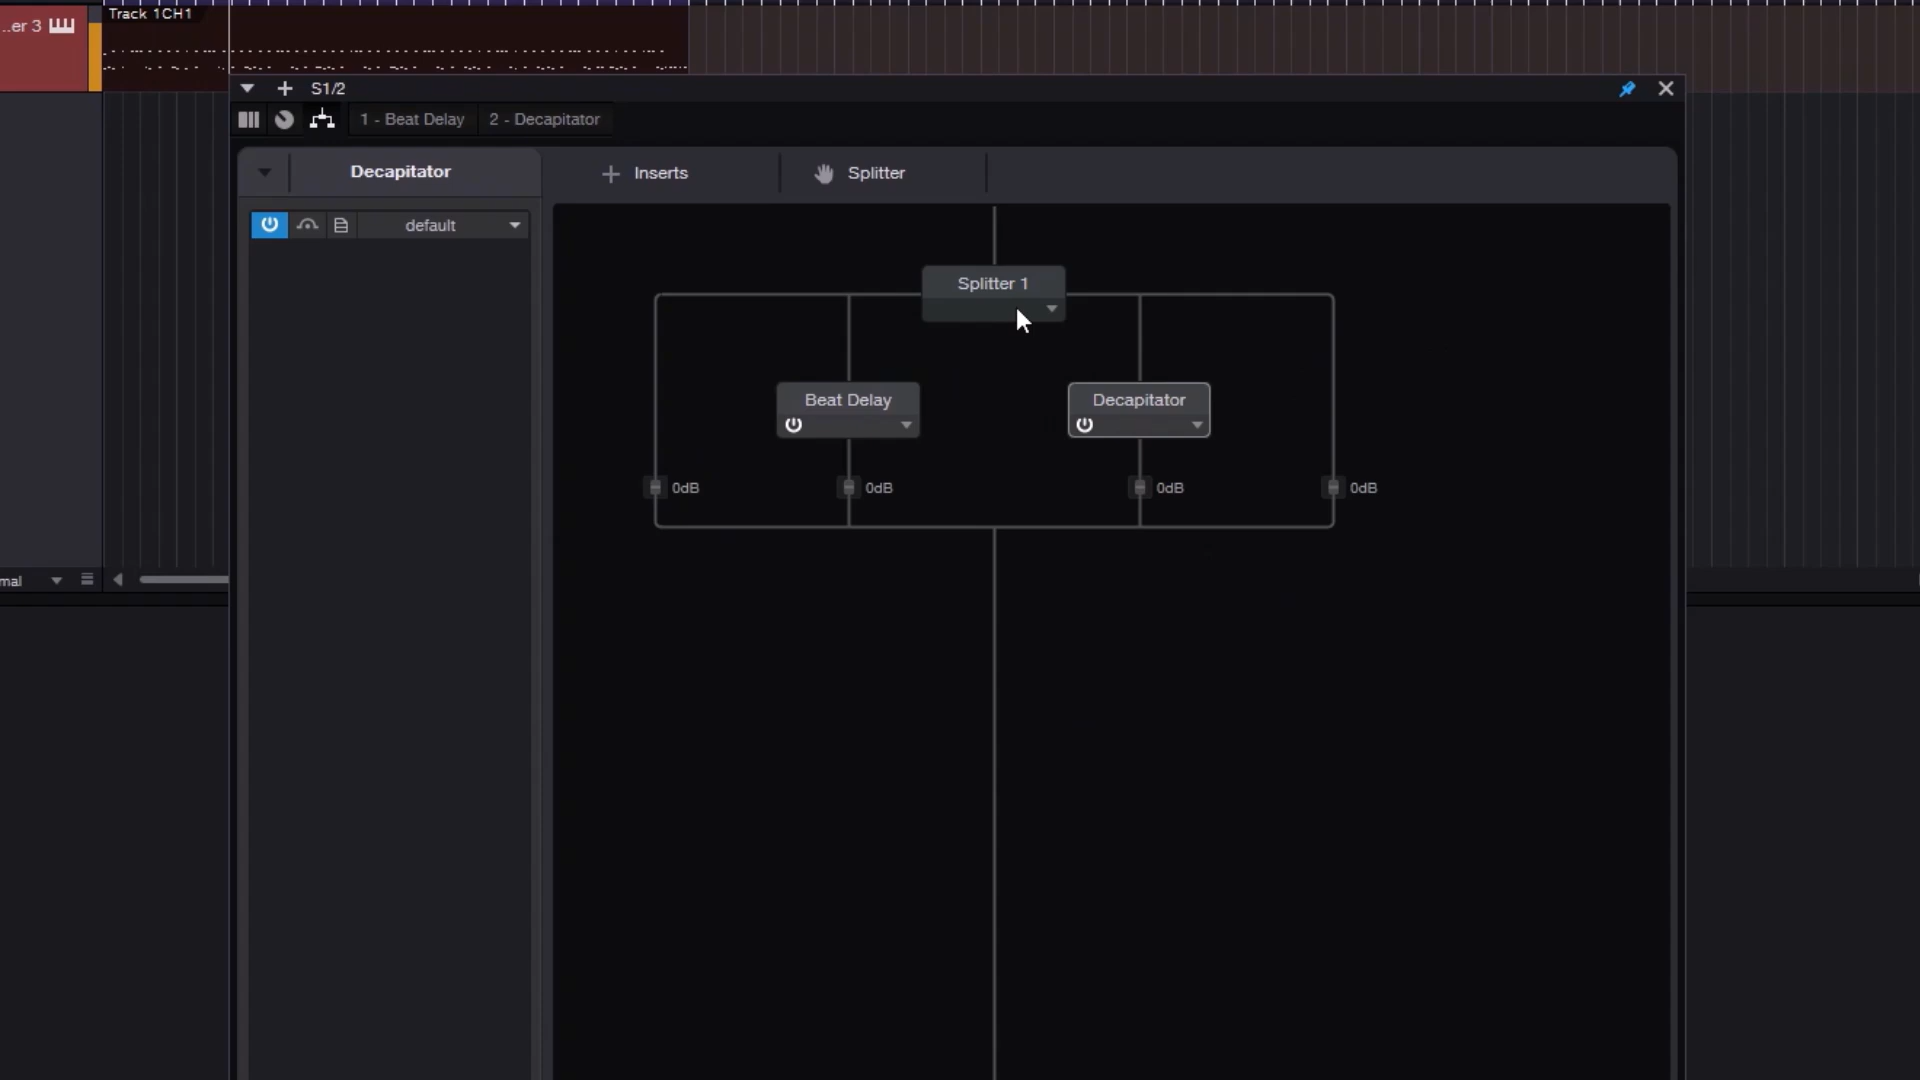 Track 1CH1
..er 3
S1/2
1 - Beat Delay
2 - Decapitator
Decapitator
Inserts
Splitter
default
Splitter 1
Beat Delay
Decapitator
0dB
0dB
0dB
0dB
mal